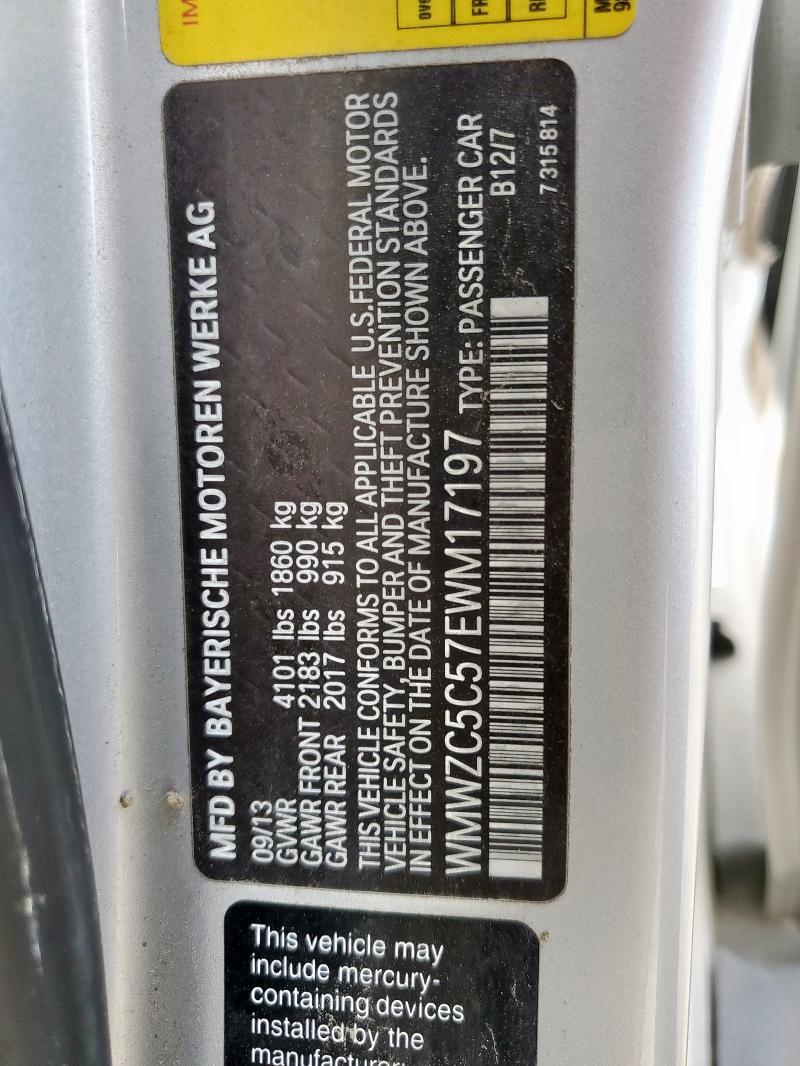 MFD BY BAYERISCHE MOTOREN WERKE AG
09/13
GVWR 4101 lbs 1860 kg
GAWR FRONT 2183 lbs 990 kg
GAWR REAR 2017 lbs 915 kg
THIS VEHICLE CONFORMS TO ALL APPLICABLE U.S.FEDERAL MOTOR
VEHICLE SAFETY, BUMPER AND THEFT PREVENTION STANDARDS
IN EFFECT ON THE DATE OF MANUFACTURE SHOWN ABOVE.
WMWZC5C57EWM17197 TYPE: PASSENGER CAR
B12/7
7 315 814
This vehicle may
include mercury-
containing devices
installed by the
manufacturer: